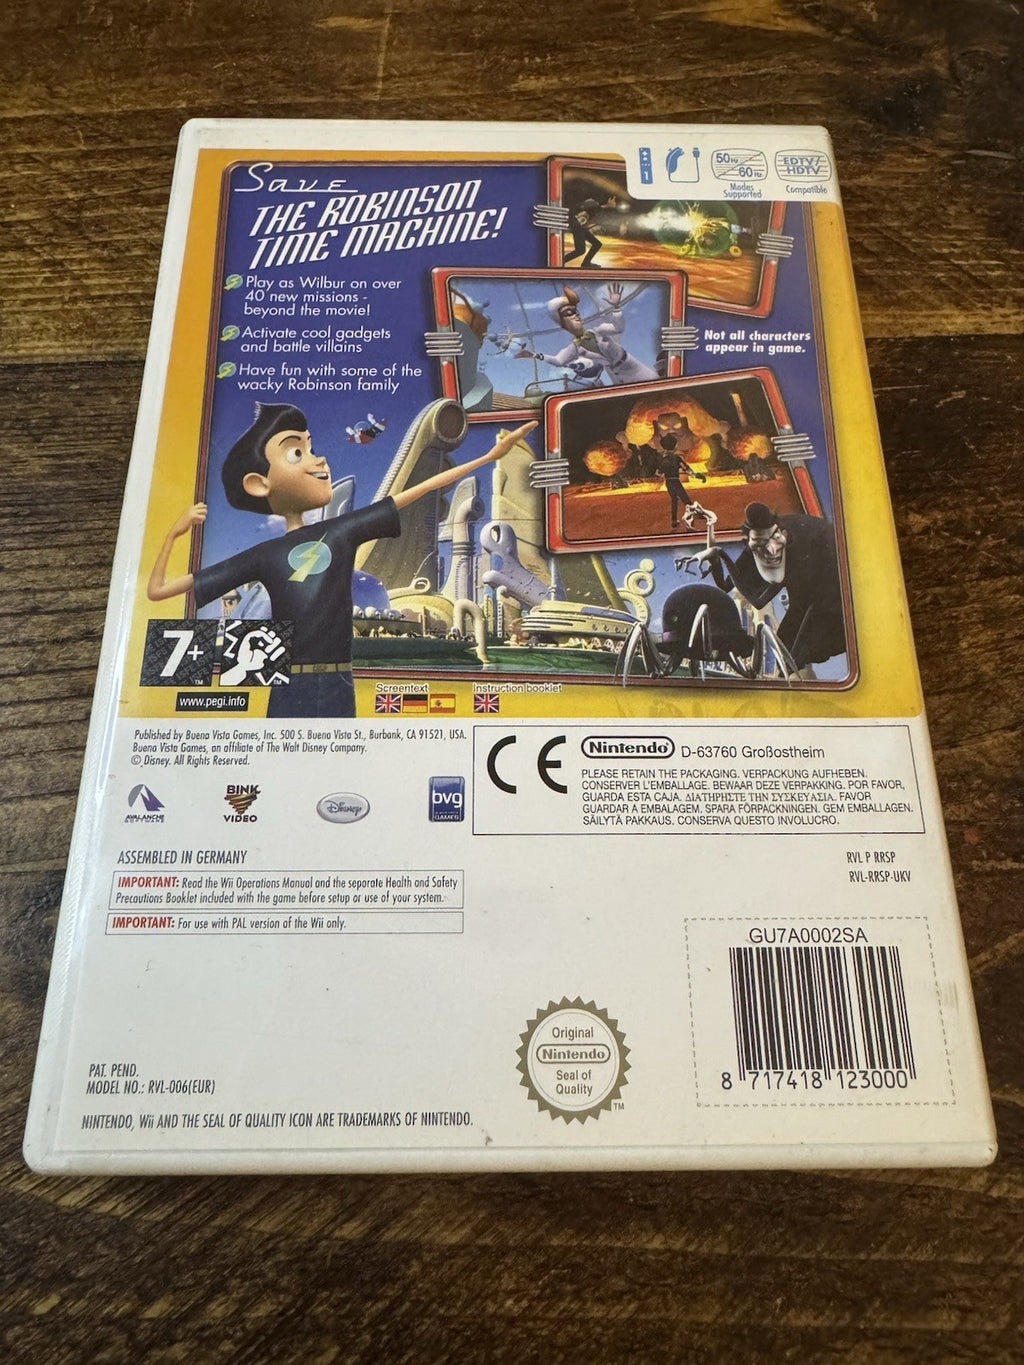 Save
THE ROBINSON
TIME MACHINE!
Play as Wilbur on over
40 new missions -
beyond the movie!
Activate cool gadgets
and battle villains
Have fun with some of the
wacky Robinson family
1
50Hz
60Hz
Modes
Supported
EDTV/
HDTV
Compatible
Not all characters
appear in game.
7+
TM
TM
www.pegi.info
Screentext
Instruction booklet
Published by Buena Vista Games, Inc. 500 S. Buena Vista St., Burbank, CA 91521, USA.
Buena Vista Games, an affiliate of The Walt Disney Company.
© Disney. All Rights Reserved.
AVALANCHE
SOFTWARE
BINK
VIDEO
Disney
bvg
GAMES
CE
Nintendo D-63760 Großostheim
PLEASE RETAIN THE PACKAGING. VERPACKUNG AUFHEBEN.
CONSERVER L'EMBALLAGE. BEWAAR DEZE VERPAKKING. POR FAVOR,
GUARDA ESTA CAJA. ΔΙΑΤΗΡΗΣΤΕ ΤΗΝ ΣΥΣΚΕΥΑΣΙΑ. FAVOR
GUARDAR A EMBALAGEM. SPARA FÖRPACKNINGEN. GEM EMBALLAGEN.
SÄILYTÄ PAKKAUS. CONSERVA QUESTO INVOLUCRO.
ASSEMBLED IN GERMANY
RVL P RRSP
RVL-RRSP-UKV
IMPORTANT: Read the Wii Operations Manual and the separate Health and Safety
Precautions Booklet included with the game before setup or use of your system.
IMPORTANT: For use with PAL version of the Wii only.
GU7A0002SA
8 717418 123000
Original
Nintendo
Seal of
Quality
TM
PAT. PEND.
MODEL NO.: RVL-006(EUR)
NINTENDO, Wii AND THE SEAL OF QUALITY ICON ARE TRADEMARKS OF NINTENDO.